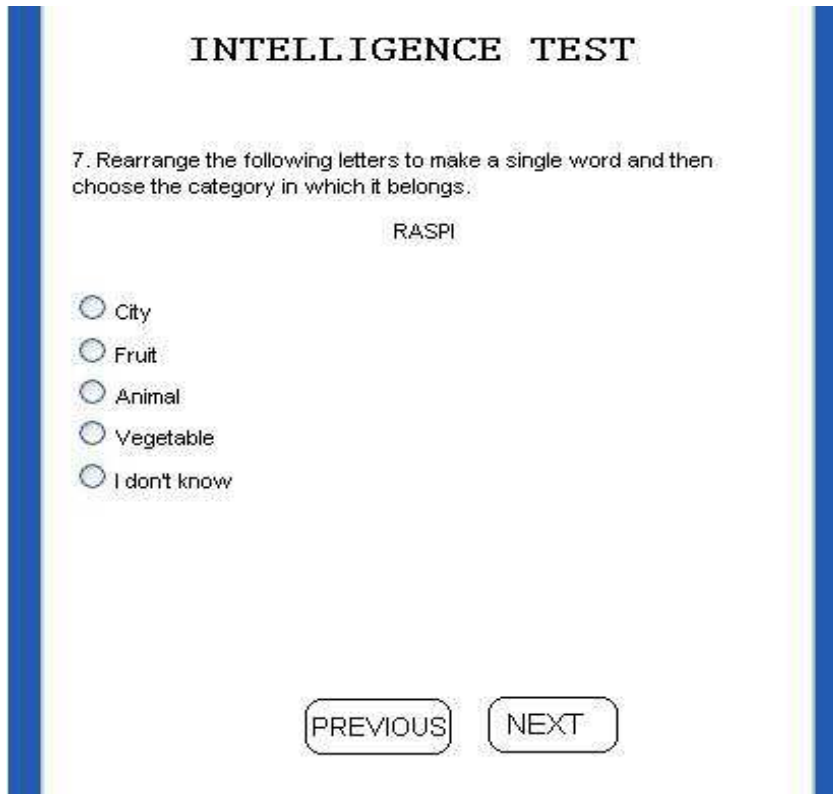 INTELLIGENCE TEST
7. Rearrange the following letters to make a single word and then
choose the category in which it belongs.
RASPI
City
Fruit
Animal
Vegetable
I don't know
PREVIOUS NEXT